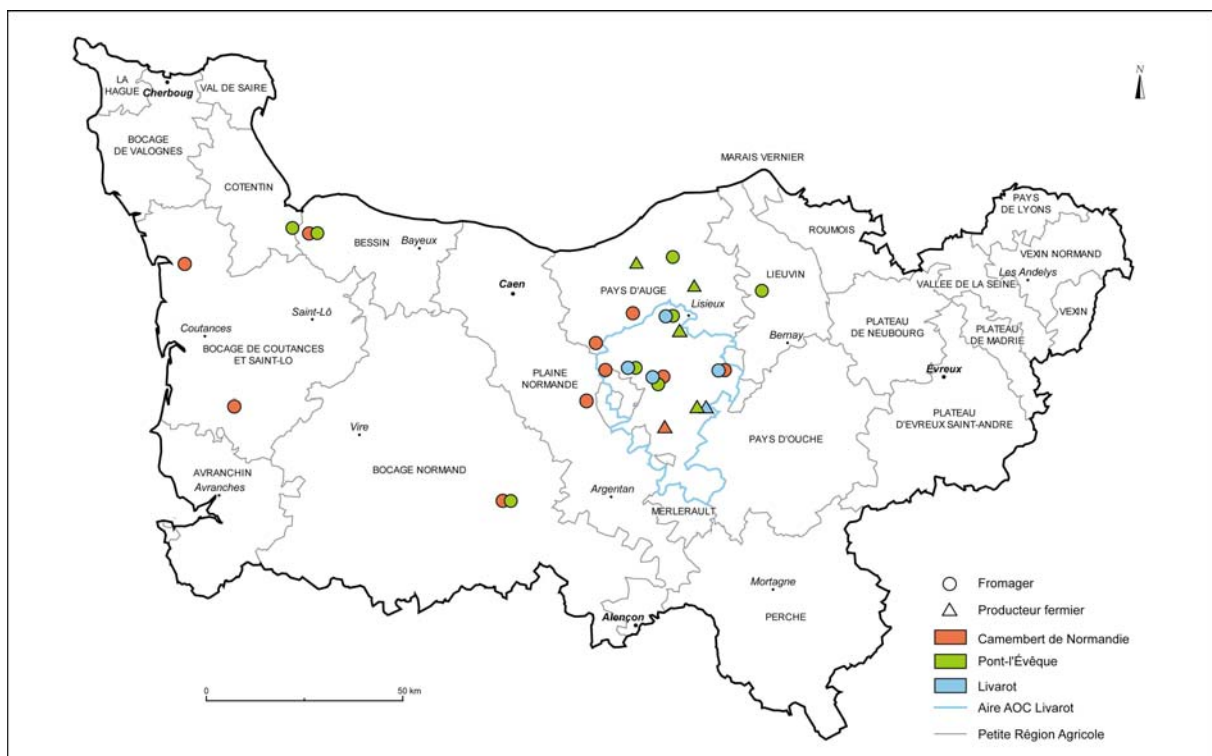 N
LA
HAGUE
Cherboug
VAL DE SAIRE
BOCAGE
DE VALOGNES
COTENTIN
MARAIS VERNIER
PAYS
DE LYONS
ROUMOIS
VEXIN NORMAND
BESSIN
Bayeux
Les Andelys
VALLEE DE LA SEINE
VEXIN
LIEUVIN
Caen
PAYS D'AUGE
Lisieux
Saint-Lô
Coutances
BOCAGE DE COUTANCES
ET SAINT-LO
PLATEAU
DE NEUBOURG
PLATEAU
DE MADRIE
Bernay
Évreux
PLAINE
NORMANDE
PLATEAU
D'EVREUX SAINT-ANDRE
Vire
PAYS D'OUCHE
BOCAGE NORMAND
AVRANCHIN
Avranches
Argentan
MERLERAULT
Mortagne
PERCHE
Alençon
0
50 km
Fromager
Producteur fermier
Camembert de Normandie
Pont-l'Évêque
Livarot
Aire AOC Livarot
Petite Région Agricole